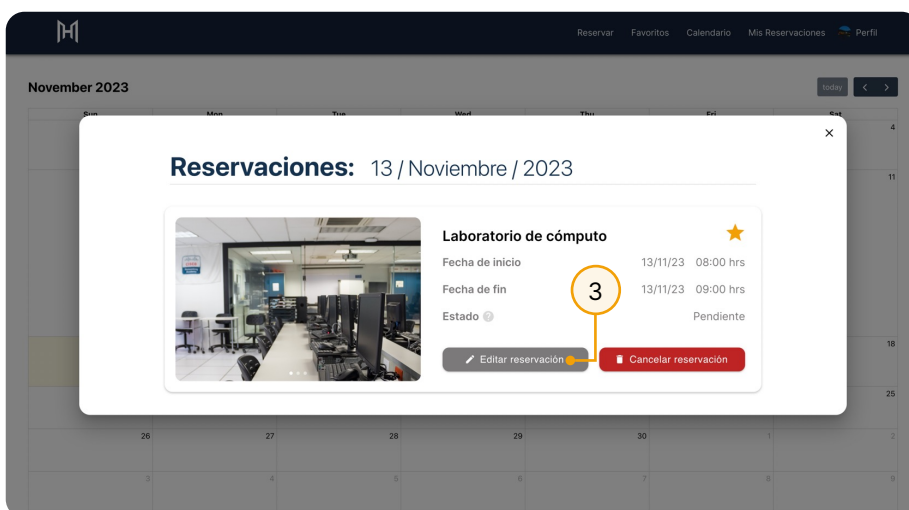 Reservar Favoritos Calendario Mis Reservaciones Perfil
November 2023
today
Sun Mon Tue Wed Thu Fri Sat
4
Reservaciones: 13 / Noviembre / 2023
11
Laboratorio de cómputo
Fecha de inicio 13/11/23 08:00 hrs
Fecha de fin 13/11/23 09:00 hrs
3
Estado Pendiente
18
Editar reservación Cancelar reservación
25
26 27 28 29 30 1 2
3 4 5 6 7 8 9